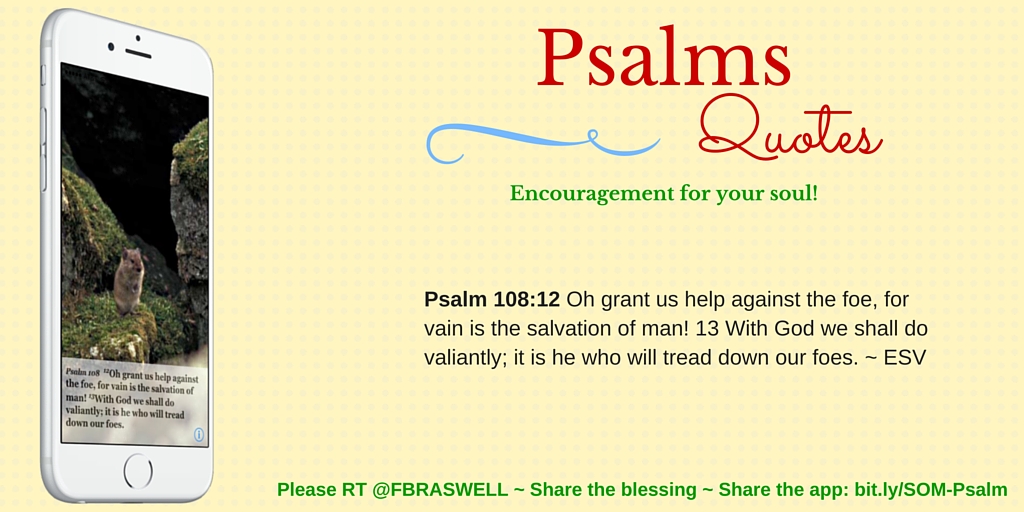 Psalms
Quotes
Encouragement for your soul!
Psalm 108:12 Oh grant us help against the foe, for
vain is the salvation of man! 13 With God we shall do
valiantly; it is he who will tread down our foes. ~ ESV
Psalm 108 ¹²Oh grant us help against
the foe, for vain is the salvation of
man! ¹³With God we shall do
valiantly; it is he who will tread
down our foes.
Please RT @FBRASWELL ~ Share the blessing ~ Share the app: bit.ly/SOM-Psalm